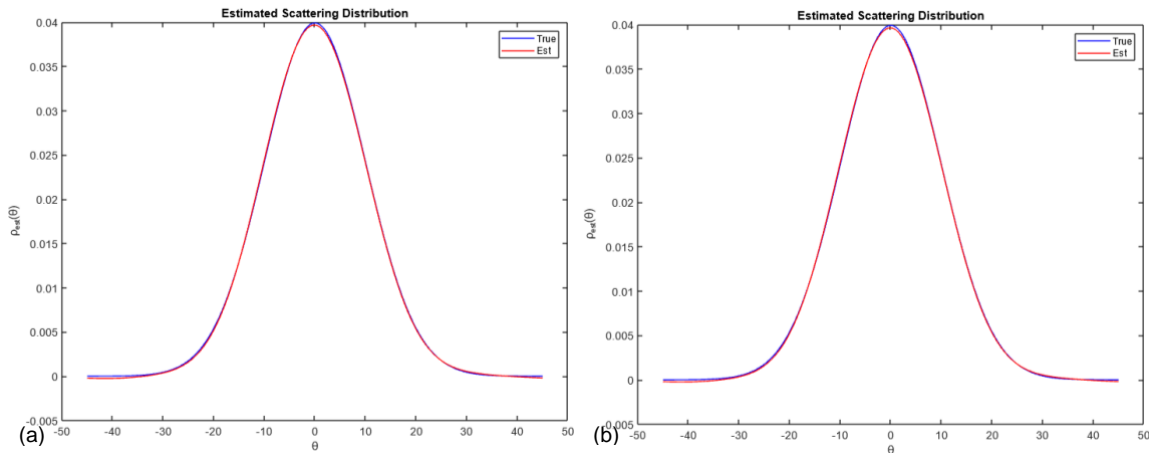 Estimated Scattering Distribution
True
Est
0.04
0.035
0.03
0.025
0.02
0.015
0.01
0.005
0
-0.005
ρest(θ)
-50 -40 -30 -20 -10 0 10 20 30 40 50
θ
(a)
Estimated Scattering Distribution
True
Est
0.04
0.035
0.03
0.025
0.02
0.015
0.01
0.005
0
.005
ρest(θ)
-50 -40 -30 -20 -10 0 10 20 30 40 50
θ
(b)